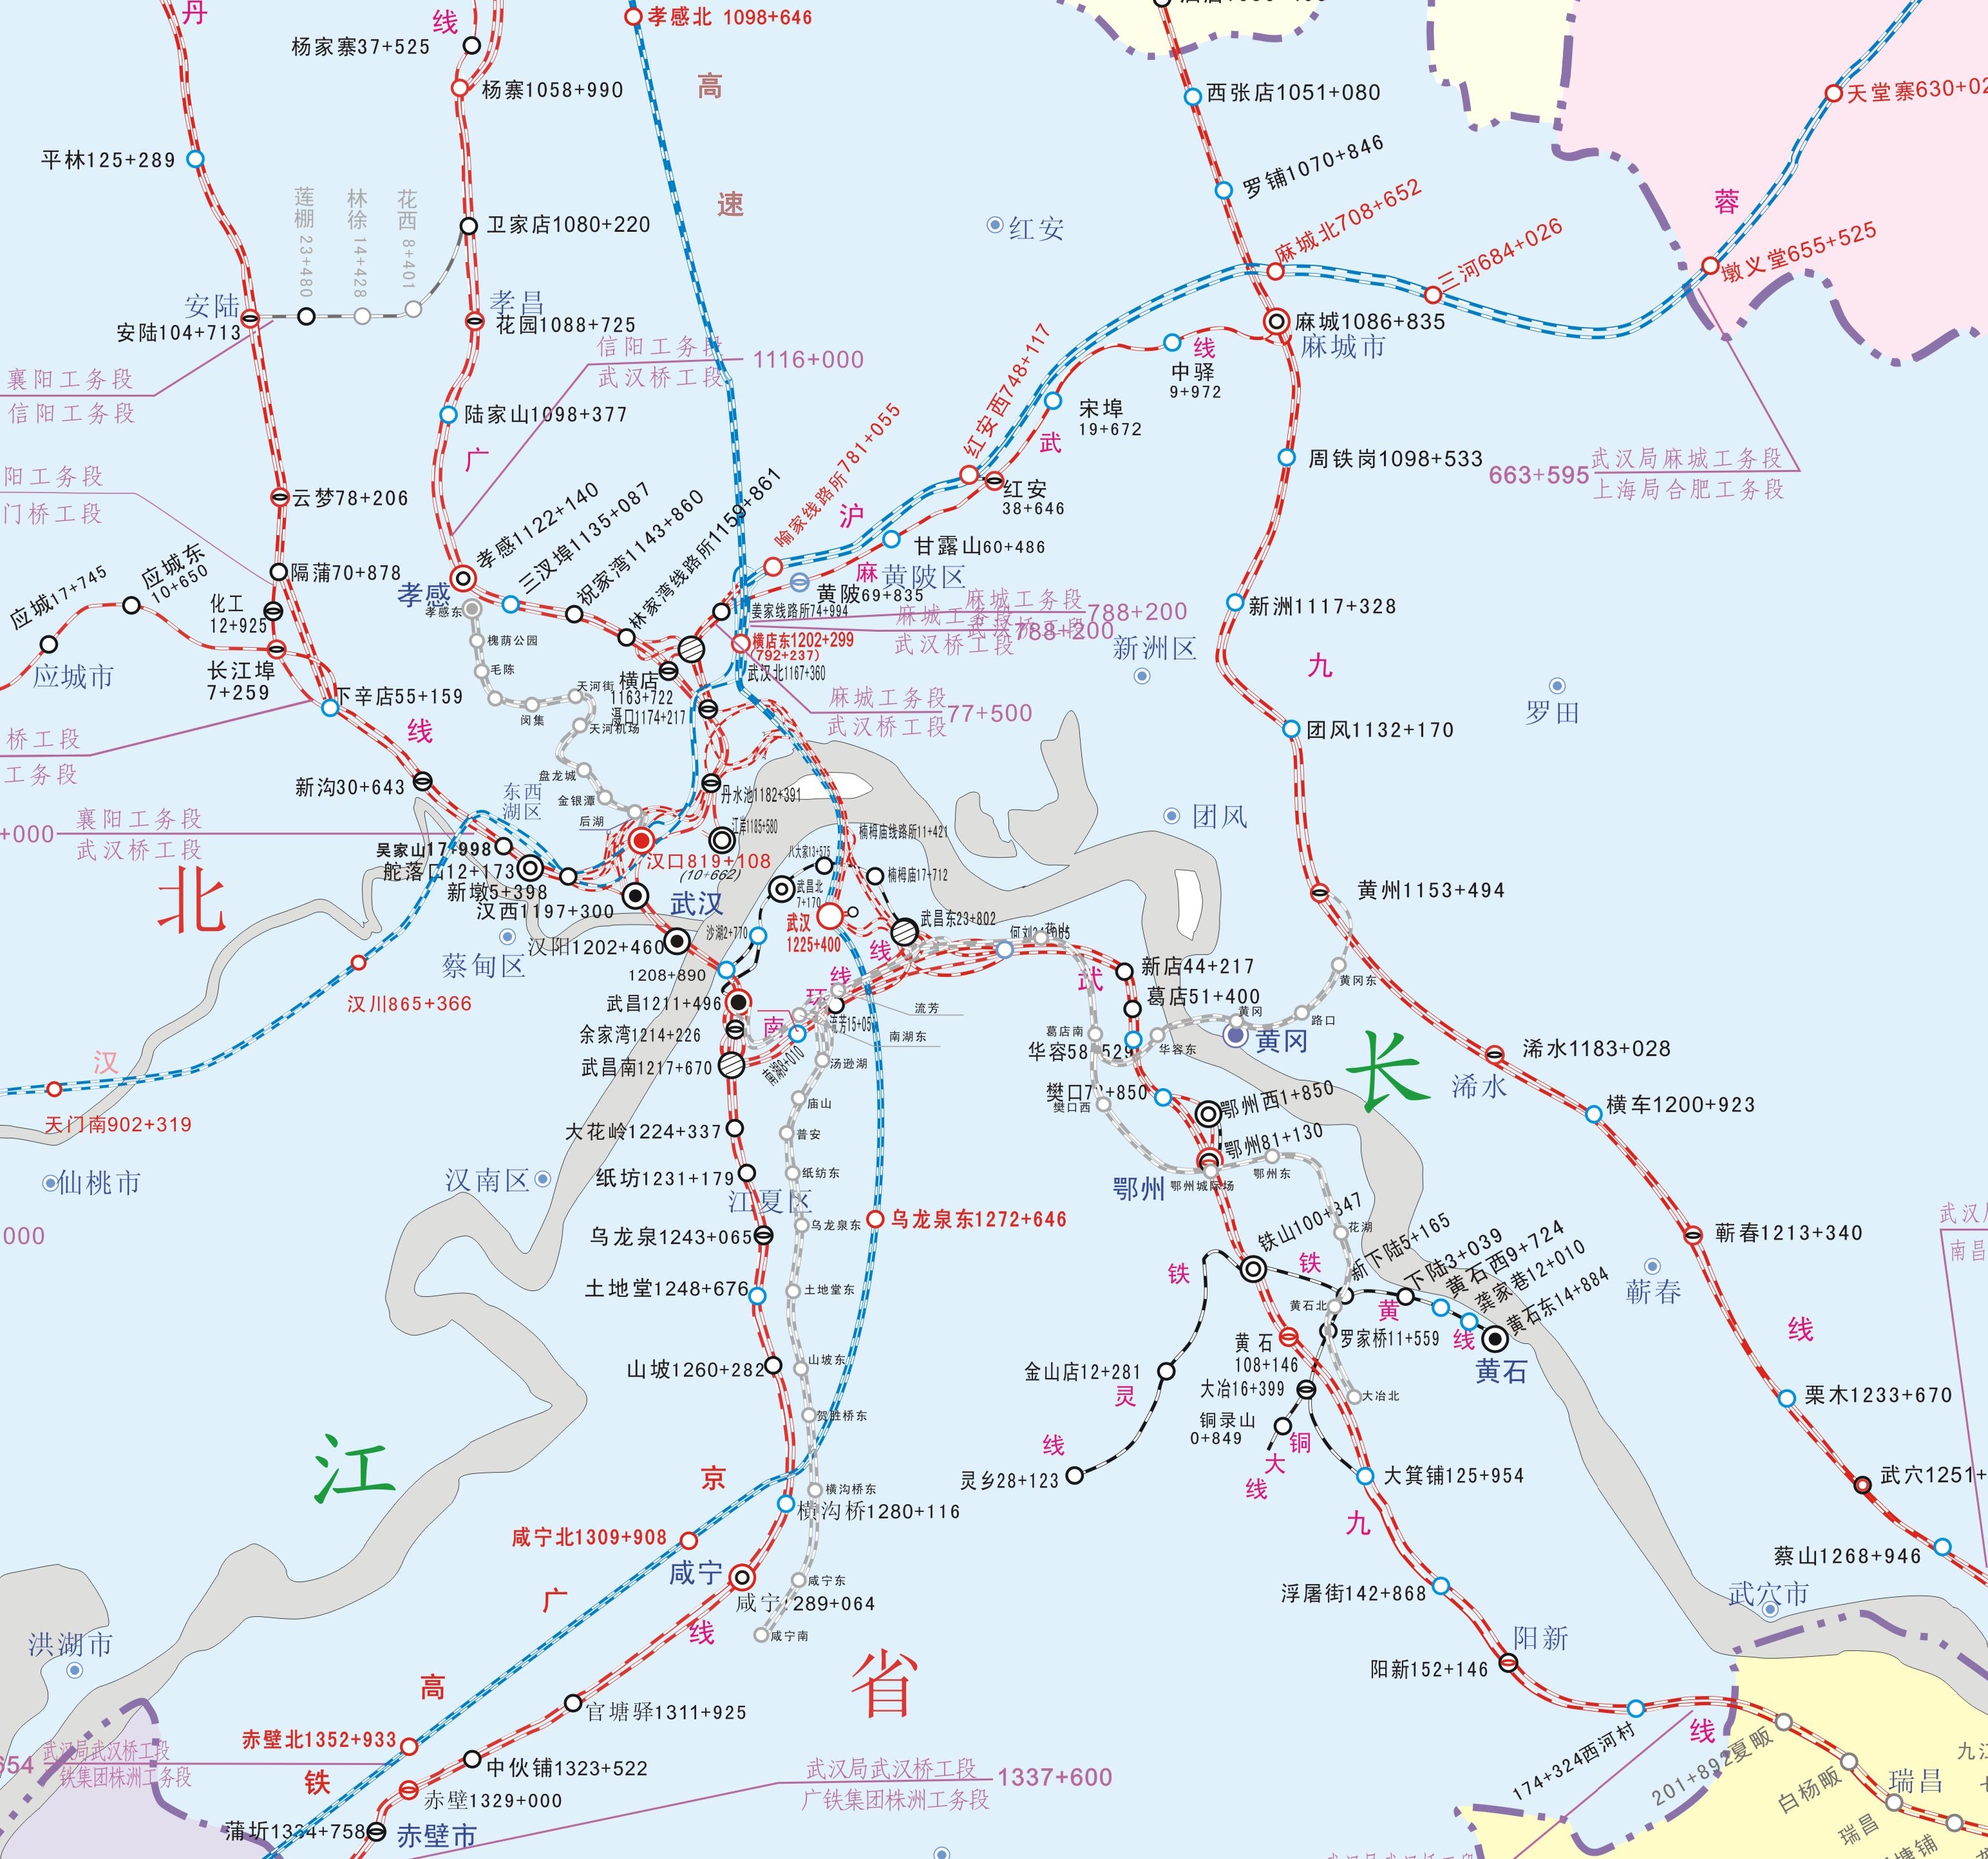 丹
线
孝感北 1098+646
杨家寨37+525
高
杨寨1058+990
西张店1051+080
天堂寨630+02
平林125+289
罗铺1070+846
莲棚 23+480
林徐 14+428
花西 8+401
速
蓉
麻城北708+652
卫家店1080+220
红安
三河684+026
墩义堂655+525
安陆
孝昌
安陆104+713
花园1088+725
麻城1086+835
麻城市
信阳工务段
武汉桥工段
1116+000
线
中驿
9+972
襄阳工务段
信阳工务段
红安西748+117
陆家山1098+377
宋埠
19+672
广
武
周铁岗1098+533
663+595
武汉局麻城工务段
上海局合肥工务段
喻家线路所781+055
阳工务段
门桥工段
云梦78+206
红安
38+646
沪
孝感1122+140
三汊埠1135+087
祝家湾1143+860
林家湾线路所1159+861
甘露山60+486
应城17+745
应城东
10+650
隔蒲70+878
孝感
麻
黄陂区
黄陂69+835
化工
12+925
孝感东
姜家线路所74+994
麻城工务段
武汉桥工段
788+200
麻城工务段
武汉桥工段
788+200
新洲1117+328
槐荫公园
横店东1202+299
(792+237)
新洲区
应城市
长江埠
7+259
毛陈
武汉北1167+360
九
横店
1163+722
下辛店55+159
天河街
闵集
滠口1174+217
天河机场
麻城工务段
武汉桥工段
77+500
罗田
线
团风1132+170
桥工段
工务段
新沟30+643
盘龙城
东西
湖区
金银潭
丹水池1182+391
后湖
团风
+000
襄阳工务段
武汉桥工段
江岸1185+580
楠姆庙线路所11+421
吴家山17+998
舵落口12+173
汉口819+108
(10+662)
八大家13+575
北
新墩5+398
汉西1197+300
武汉
武昌北
7+170
楠姆庙17+712
黄州1153+494
武汉
1225+400
武昌东23+802
沙湖2+770
汉阳1202+460
蔡甸区
线
1208+890
线
武
新店44+217
黄冈东
汉川865+366
武昌1211+496
环
葛店51+400
南
流芳
流芳15+05
黄冈
路口
余家湾1214+226
南湖东
葛店南
黄冈
长
汉
华容58+529
华容东
武昌南1217+670
南湖8+010
汤逊湖
浠水1183+028
浠水
樊口73+850
樊口西
鄂州西1+850
庙山
横车1200+923
天门南902+319
大花岭1224+337
普安
鄂州81+130
仙桃市
汉南区
纸坊1231+179
纸坊东
鄂州东
鄂州
鄂州城际场
江夏区
乌龙泉东1272+646
000
乌龙泉1243+065
乌龙泉东
铁山100+847
花湖
蕲春1213+340
武汉
南昌
新下陆5+165
下陆3+039
黄石西9+724
龚家巷12+010
黄石东14+884
铁
铁
土地堂1248+676
土地堂东
蕲春
黄石北
黄
线
线
山坡1260+282
山坡东
黄石
108+146
罗家桥11+559
黄石
金山店12+281
灵
大冶16+399
大冶北
栗木1233+670
贺胜桥东
铜录山
0+849
铜
江
线
大
线
京
灵乡28+123
大箕铺125+954
武穴1251+
横沟桥东
横沟桥1280+116
九
咸宁北1309+908
蔡山1268+946
咸宁
咸宁东
浮屠街142+868
武穴市
广
咸宁1289+064
线
咸宁南
洪湖市
阳新
阳新152+146
省
高
官塘驿1311+925
线
赤壁北1352+933
654
武汉局武汉桥工段
铁集团株洲工务段
174+324西河村
201+892夏畈
中伙铺1323+522
武汉局武汉桥工段
广铁集团株洲工务段
1337+600
铁
赤壁1329+000
白杨畈
瑞昌
蒲圻1334+758
赤壁市
瑞昌